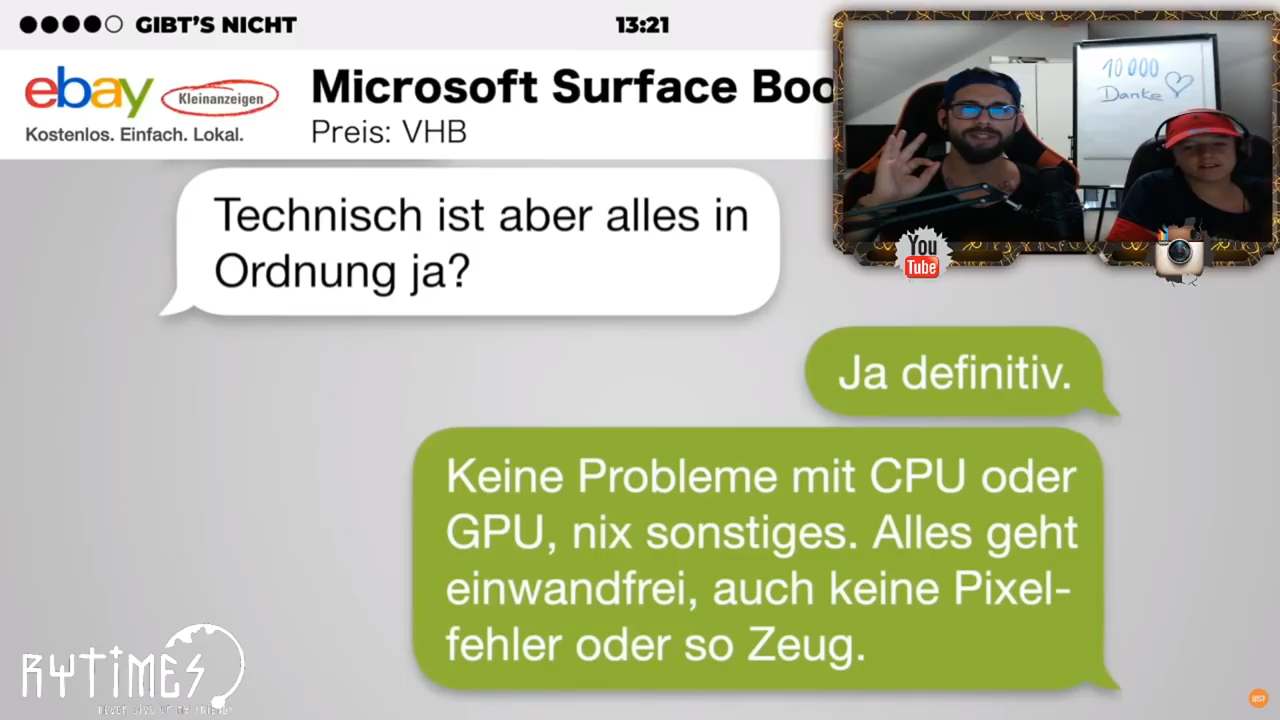 GIBT'S NICHT
13:21
ebay Kleinanzeigen
Kostenlos. Einfach. Lokal.
Microsoft Surface Boo
Preis: VHB
10 000
Danke
You
Tube
Technisch ist aber alles in
Ordnung ja?
Ja definitiv.
Keine Probleme mit CPU oder
GPU, nix sonstiges. Alles geht
einwandfrei, auch keine Pixel-
fehler oder so Zeug.
RYTIMES